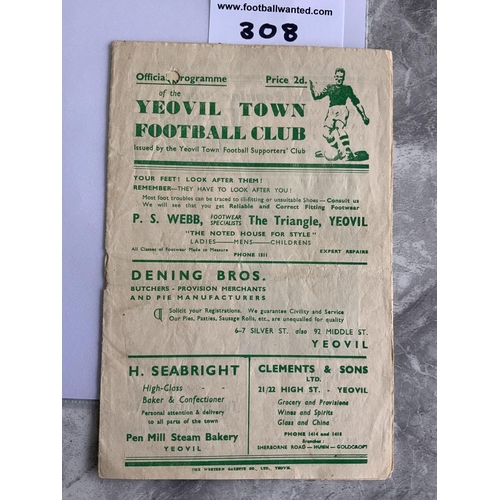 www.footballwanted.com
308
Official Programme Price 2d.
of the
YEOVIL TOWN
FOOTBALL CLUB
Issued by the Yeovil Town Football Supporters' Club
YOUR FEET! LOOK AFTER THEM!
REMEMBER—THEY HAVE TO LOOK AFTER YOU!
Most foot troubles can be traced to ill-fitting or unsuitable Shoes - Consult us
We will see that you get Reliable and Correct Fitting Footwear
P. S. WEBB, FOOTWEAR SPECIALISTS The Triangle, YEOVIL
"THE NOTED HOUSE FOR STYLE"
LADIES—MENS—CHILDRENS
All Classes of Footwear Made to Measure EXPERT REPAIRS
PHONE 1511
DENING BROS.
BUTCHERS - PROVISION MERCHANTS
AND PIE MANUFACTURERS
Solicit your Registrations. We guarantee Civility and Service
Our Pies, Pasties, Sausage Rolls, etc., are unequalled for quality
6-7 SILVER ST. also 92 MIDDLE ST.
YEOVIL
H. SEABRIGHT
High-Class - -
Baker & Confectioner
Personal attention & delivery
to all parts of the town
Pen Mill Steam Bakery
YEOVIL
CLEMENTS & SONS
LTD.
21/22 HIGH ST. - YEOVIL
Grocery and Provisions
Wines and Spirits
Glass and China
PHONE 1414 and 1415
Branches:
SHERBORNE ROAD—HUISH—GOLDCROFT
THE WESTERN GAZETTE CO., LTD., YEOVIL